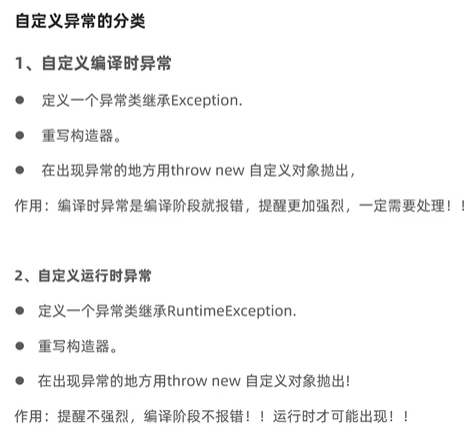 自定义异常的分类
1、自定义编译时异常
● 定义一个异常类继承Exception.
● 重写构造器。
● 在出现异常的地方用throw new 自定义对象抛出,
作用：编译时异常是编译阶段就报错，提醒更加强烈，一定需要处理！！
2、自定义运行时异常
● 定义一个异常类继承RuntimeException.
● 重写构造器。
● 在出现异常的地方用throw new 自定义对象抛出!
作用：提醒不强烈，编译阶段不报错！！运行时才可能出现！！